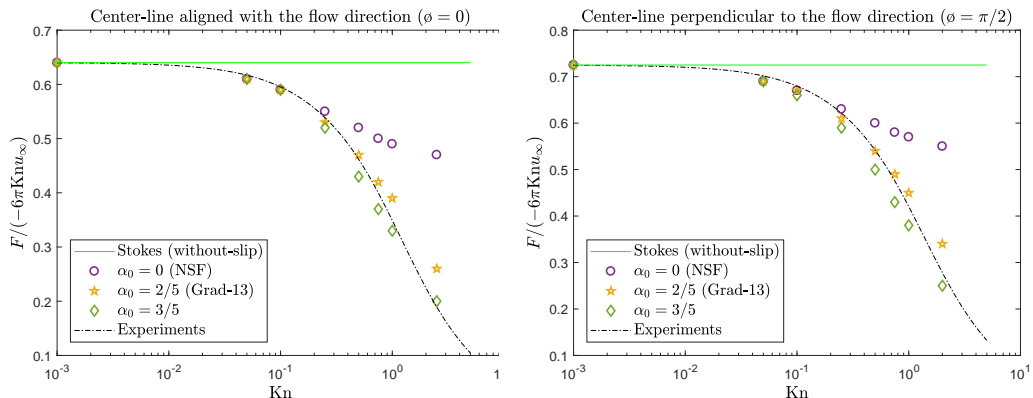 Center-line aligned with the flow direction (ø = 0)
0.7
0.6
0.5
0.4
0.3
0.2
0.1
F/(−6πKnu∞)
Stokes (without-slip)
α₀ = 0 (NSF)
α₀ = 2/5 (Grad-13)
α₀ = 3/5
Experiments
10⁻³
10⁻²
10⁻¹
10⁰
1
Kn
Center-line perpendicular to the flow direction (ø = π/2)
0.8
0.7
0.6
0.5
0.4
0.3
0.2
0.1
F/(−6πKnu∞)
Stokes (without-slip)
α₀ = 0 (NSF)
α₀ = 2/5 (Grad-13)
α₀ = 3/5
Experiments
10⁻³
10⁻²
10⁻¹
10⁰
10¹
Kn